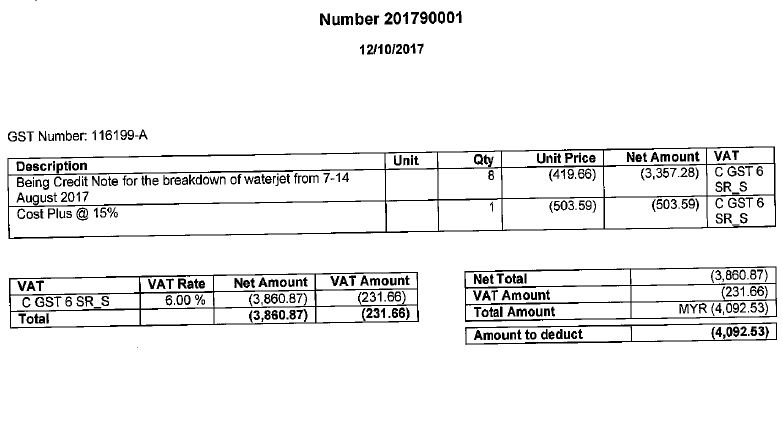 Number 201790001
12/10/2017
GST Number: 116199-A
Description Unit Qty Unit Price Net Amount VAT
Being Credit Note for the breakdown of waterjet from 7-14 8 (419.66) (3,357.28) C GST 6
August 2017 SR_S
Cost Plus @ 15% 1 (503.59) (503.59) C GST 6
SR_S
VAT VAT Rate Net Amount VAT Amount
C GST 6 SR_S 6.00 % (3,860.87) (231.66)
Total (3,860.87) (231.66)
Net Total (3,860.87)
VAT Amount (231.66)
Total Amount MYR (4,092.53)
Amount to deduct (4,092.53)